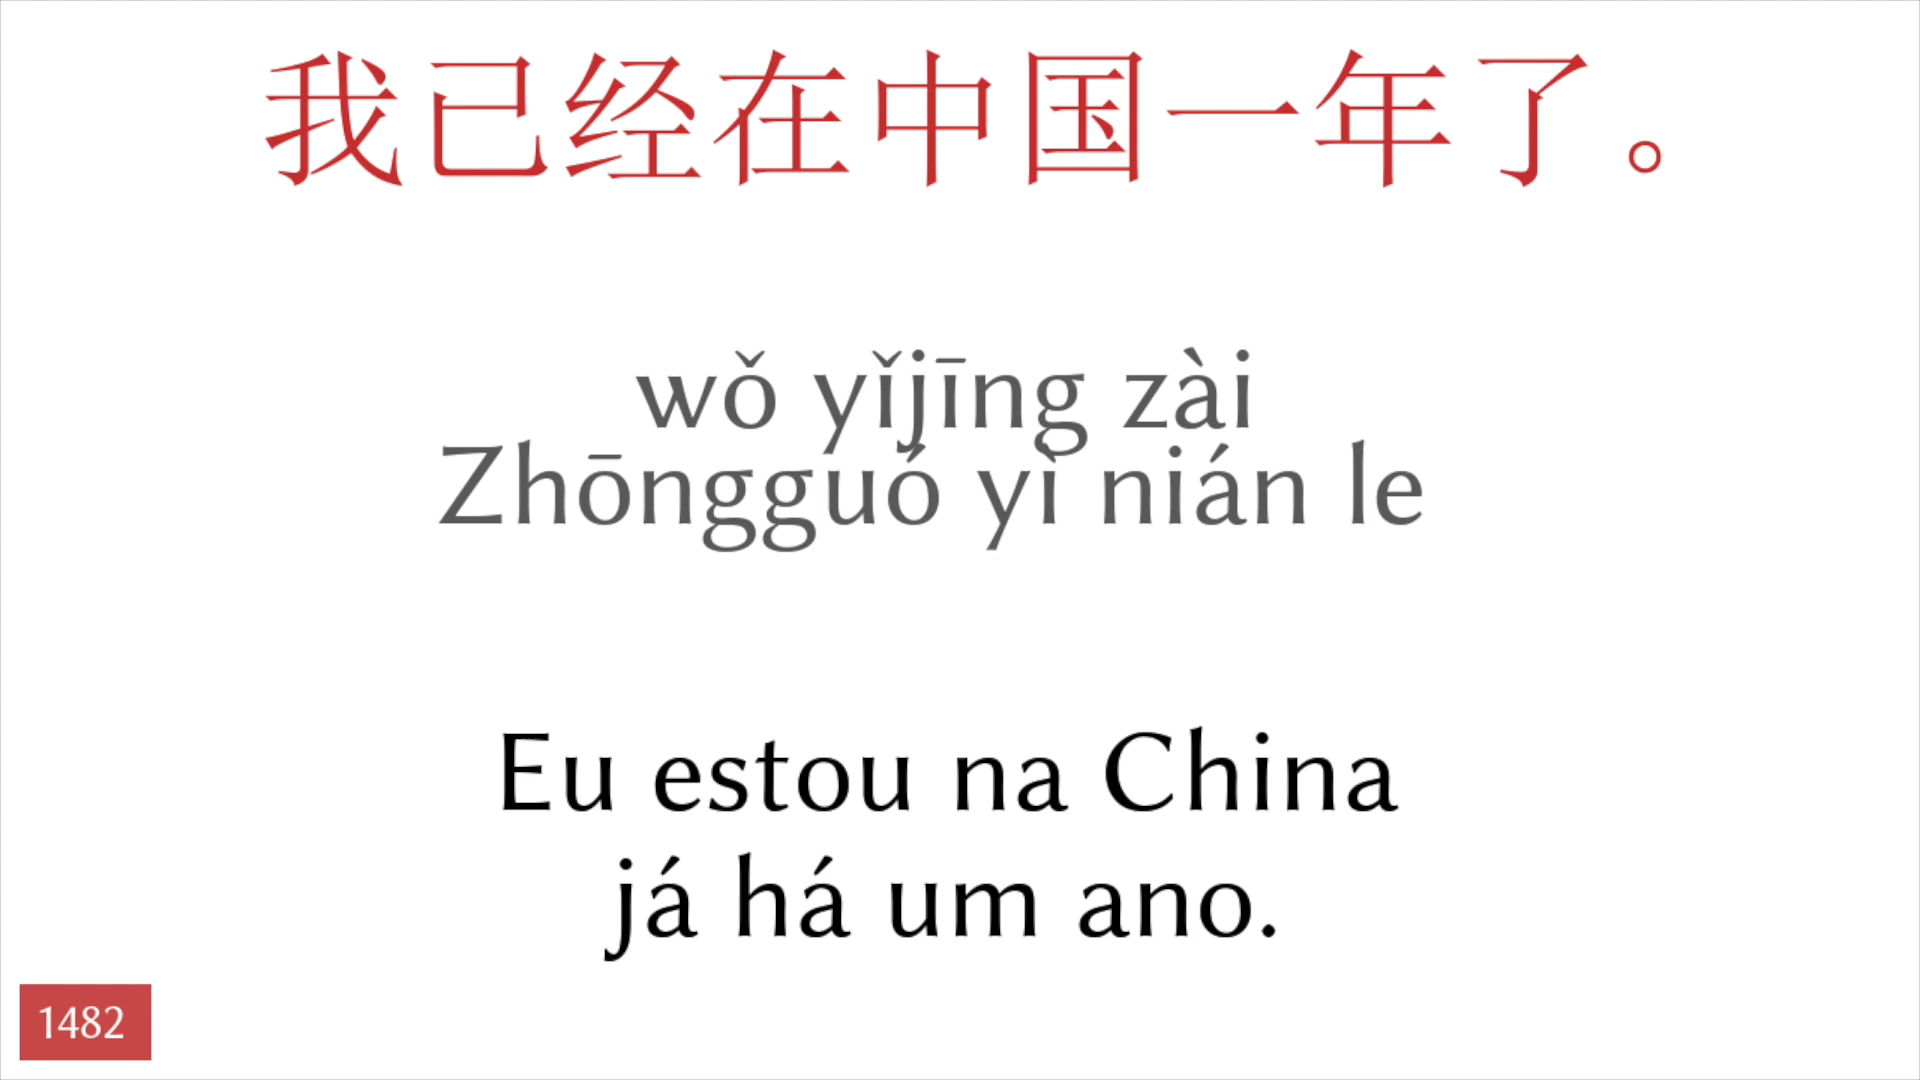 我已经在中国一年了。
wǒ yǐjīng zài
Zhōngguó yì nián le
Eu estou na China
já há um ano.
1482